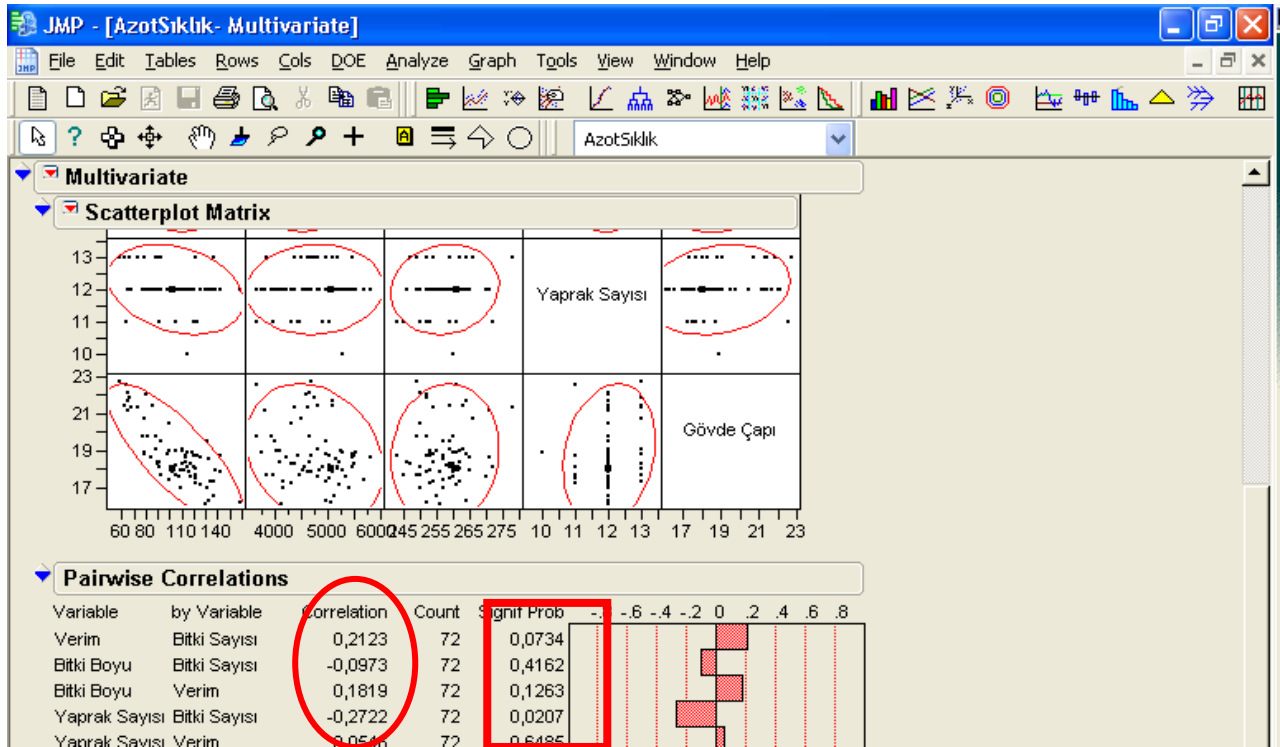 JMP - [AzotSıklık- Multivariate]
File Edit Tables Rows Cols DOE Analyze Graph Tools View Window Help
AzotSıklık
Multivariate
Scatterplot Matrix
13
12
11
10
Yaprak Sayısı
23
21
19
17
Gövde Çapı
60 80 110 140 4000 5000 6000 245 255 265 275 10 11 12 13 17 19 21 23
Pairwise Correlations
Variable by Variable Correlation Count Signif Prob -.8 -.6 -.4 -.2 0 .2 .4 .6 .8
Verim Bitki Sayısı 0,2123 72 0,0734
Bitki Boyu Bitki Sayısı -0,0973 72 0,4162
Bitki Boyu Verim 0,1819 72 0,1263
Yaprak Sayısı Bitki Sayısı -0,2722 72 0,0207
Yaprak Sayısı Verim 72 0,6485